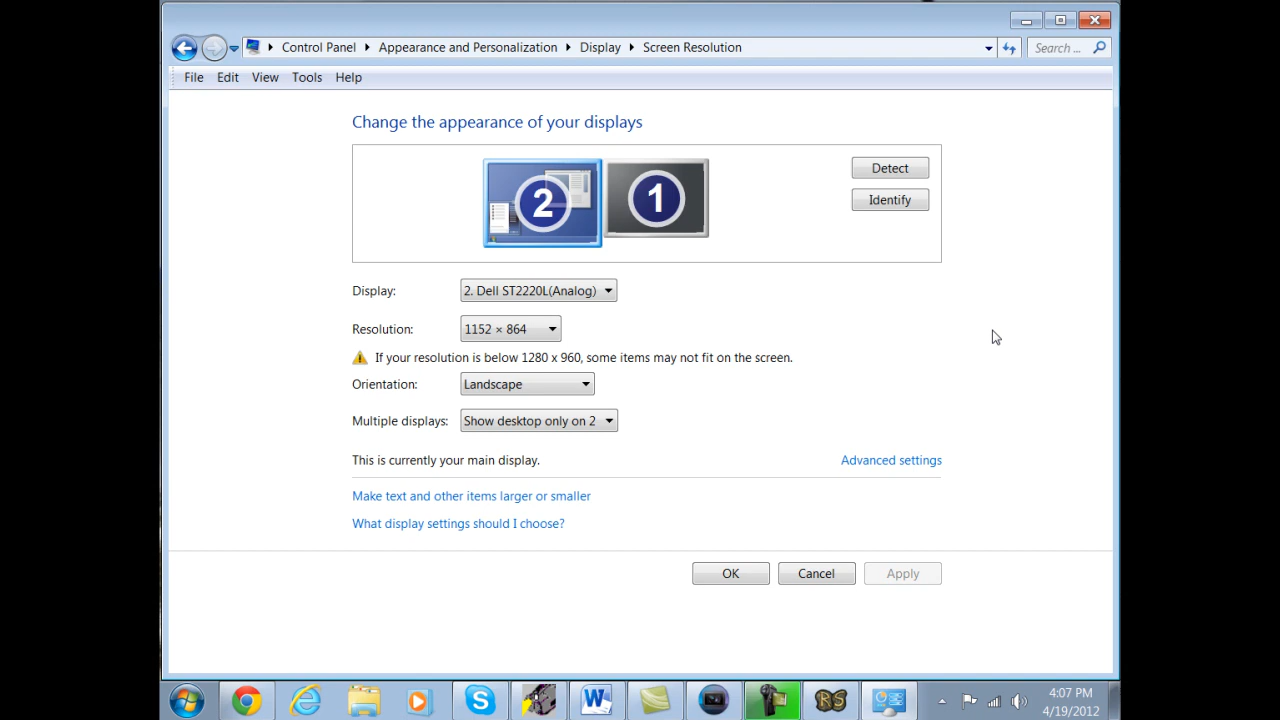 Control Panel Appearance and Personalization Display Screen Resolution Search ...
File Edit View Tools Help
Change the appearance of your displays
2 1
Detect
Identify
Display: 2. Dell ST2220L(Analog)
Resolution: 1152 × 864
If your resolution is below 1280 x 960, some items may not fit on the screen.
Orientation: Landscape
Multiple displays: Show desktop only on 2
This is currently your main display. Advanced settings
Make text and other items larger or smaller
What display settings should I choose?
OK Cancel Apply
4:07 PM
4/19/2012